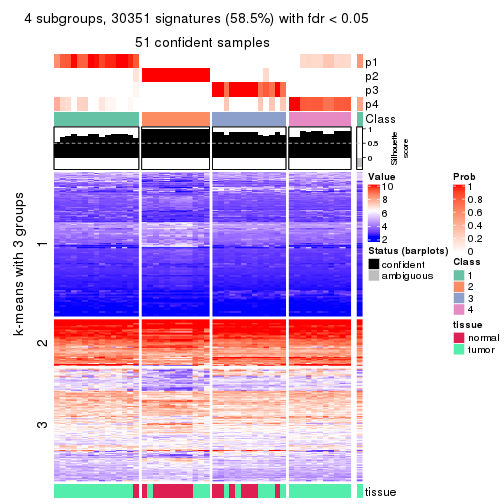 4 subgroups, 30351 signatures (58.5%) with fdr < 0.05
51 confident samples
p1
p2
p3
p4
Class
1
0.5
0
Silhouette
score
k-means with 3 groups
1
2
3
tissue
Value
10
8
6
4
2
Status (barplots)
confident
ambiguous
Prob
1
0.8
0.6
0.4
0.2
0
Class
1
2
3
4
tissue
normal
tumor